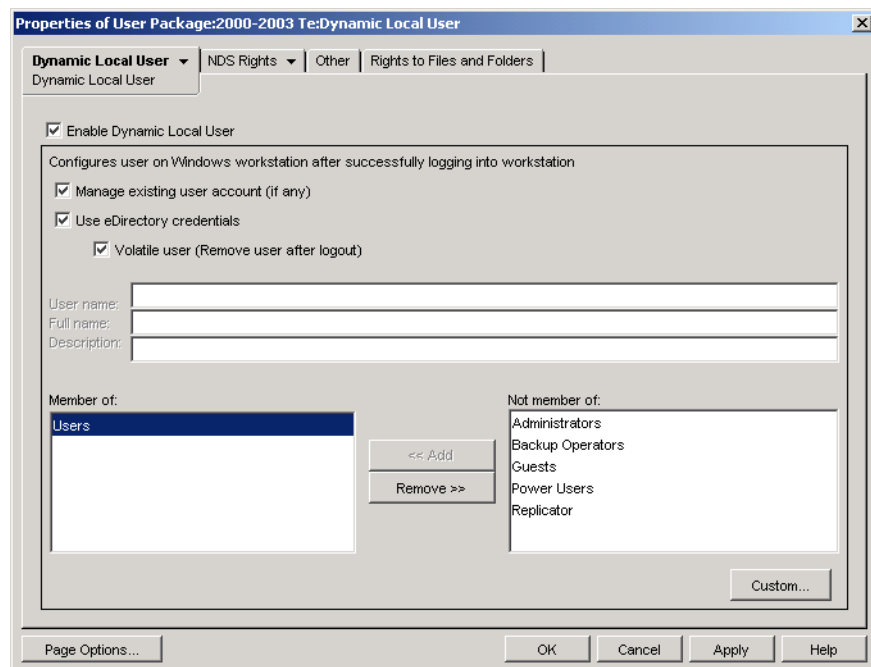 Properties of User Package:2000-2003 Te:Dynamic Local User
Dynamic Local User NDS Rights Other Rights to Files and Folders
Dynamic Local User
Enable Dynamic Local User
Configures user on Windows workstation after successfully logging into workstation
Manage existing user account (if any)
Use eDirectory credentials
Volatile user (Remove user after logout)
User name:
Full name:
Description:
Member of:
Users
<< Add
Remove >>
Not member of:
Administrators
Backup Operators
Guests
Power Users
Replicator
Custom...
Page Options... OK Cancel Apply Help